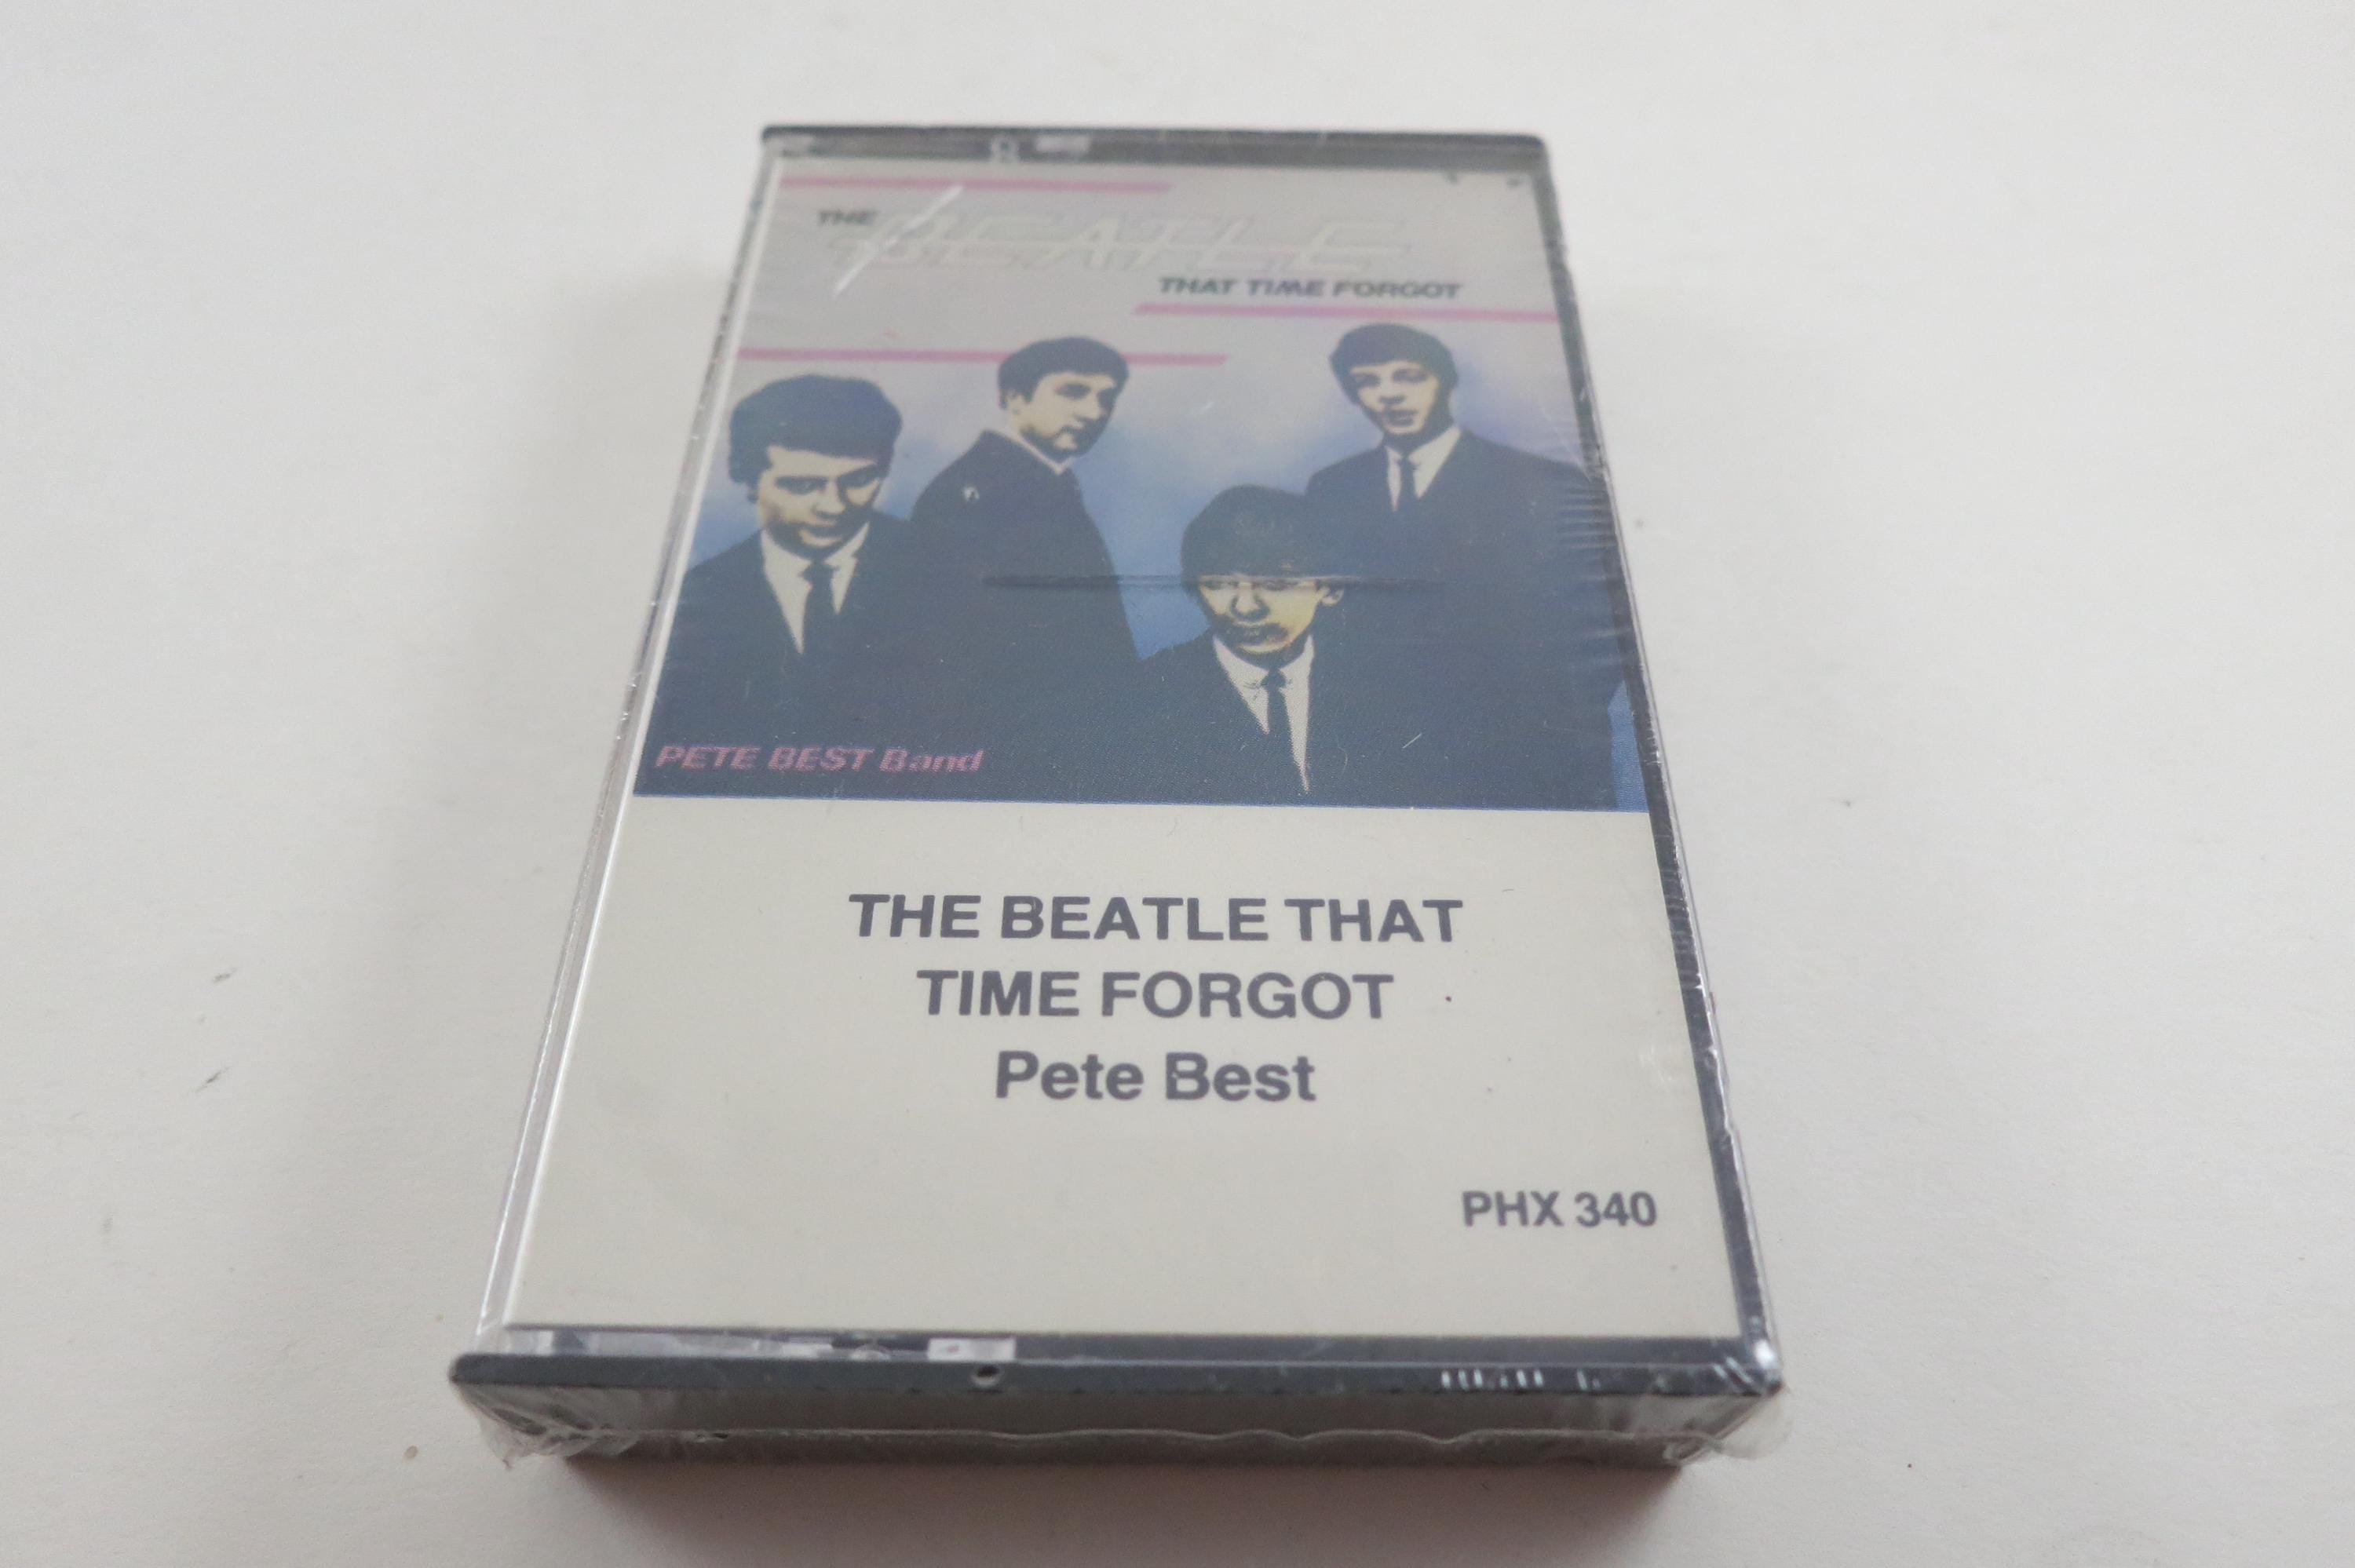 THE BEATLE
THAT TIME FORGOT
PETE BEST Band
THE BEATLE THAT
TIME FORGOT
Pete Best
PHX 340